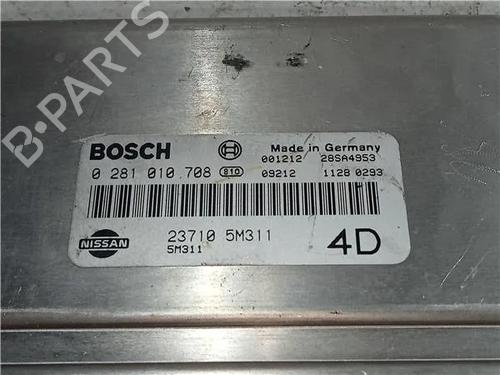 B-PARTS
BOSCH
Made in Germany
001212 28SA4953
0 281 010 708 810 09212 1128 0293
NISSAN 23710 5M311 4D
5M311